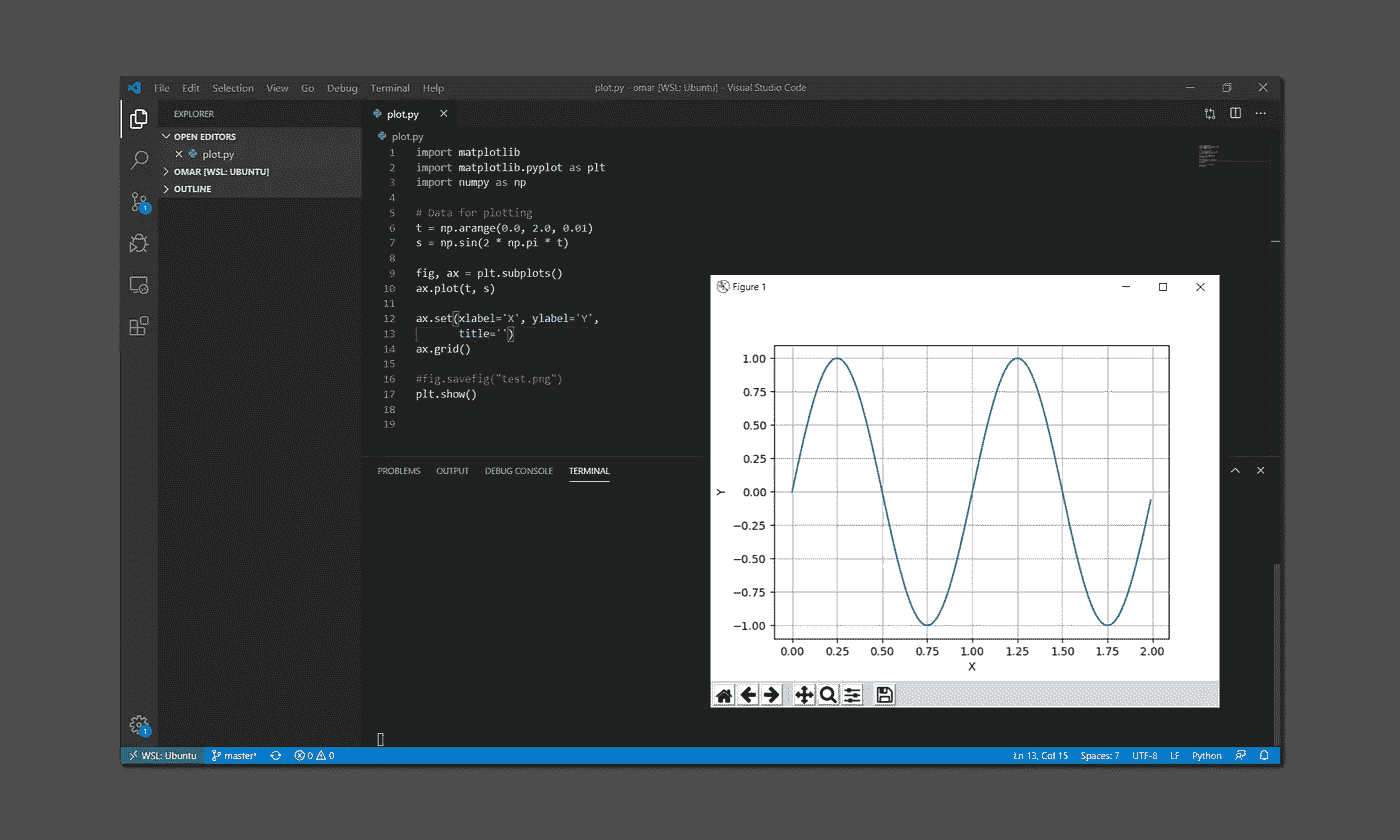 File Edit Selection View Go Debug Terminal Help
plot.py - omar [WSL: Ubuntu] - Visual Studio Code
EXPLORER
OPEN EDITORS
plot.py
OMAR [WSL: UBUNTU]
OUTLINE
1
1
plot.py
plot.py
1 import matplotlib
2 import matplotlib.pyplot as plt
3 import numpy as np
4
5 # Data for plotting
6 t = np.arange(0.0, 2.0, 0.01)
7 s = np.sin(2 * np.pi * t)
8
9 fig, ax = plt.subplots()
10 ax.plot(t, s)
11
12 ax.set(xlabel='X', ylabel='Y',
13 title='')
14 ax.grid()
15
16 #fig.savefig("test.png")
17 plt.show()
18
19
PROBLEMS OUTPUT DEBUG CONSOLE TERMINAL
Figure 1
1.00
0.75
0.50
0.25
0.00
−0.25
−0.50
−0.75
−1.00
Y
0.00 0.25 0.50 0.75 1.00 1.25 1.50 1.75 2.00
X
WSL: Ubuntu master* 0 0 Ln 13, Col 15 Spaces: 7 UTF-8 LF Python